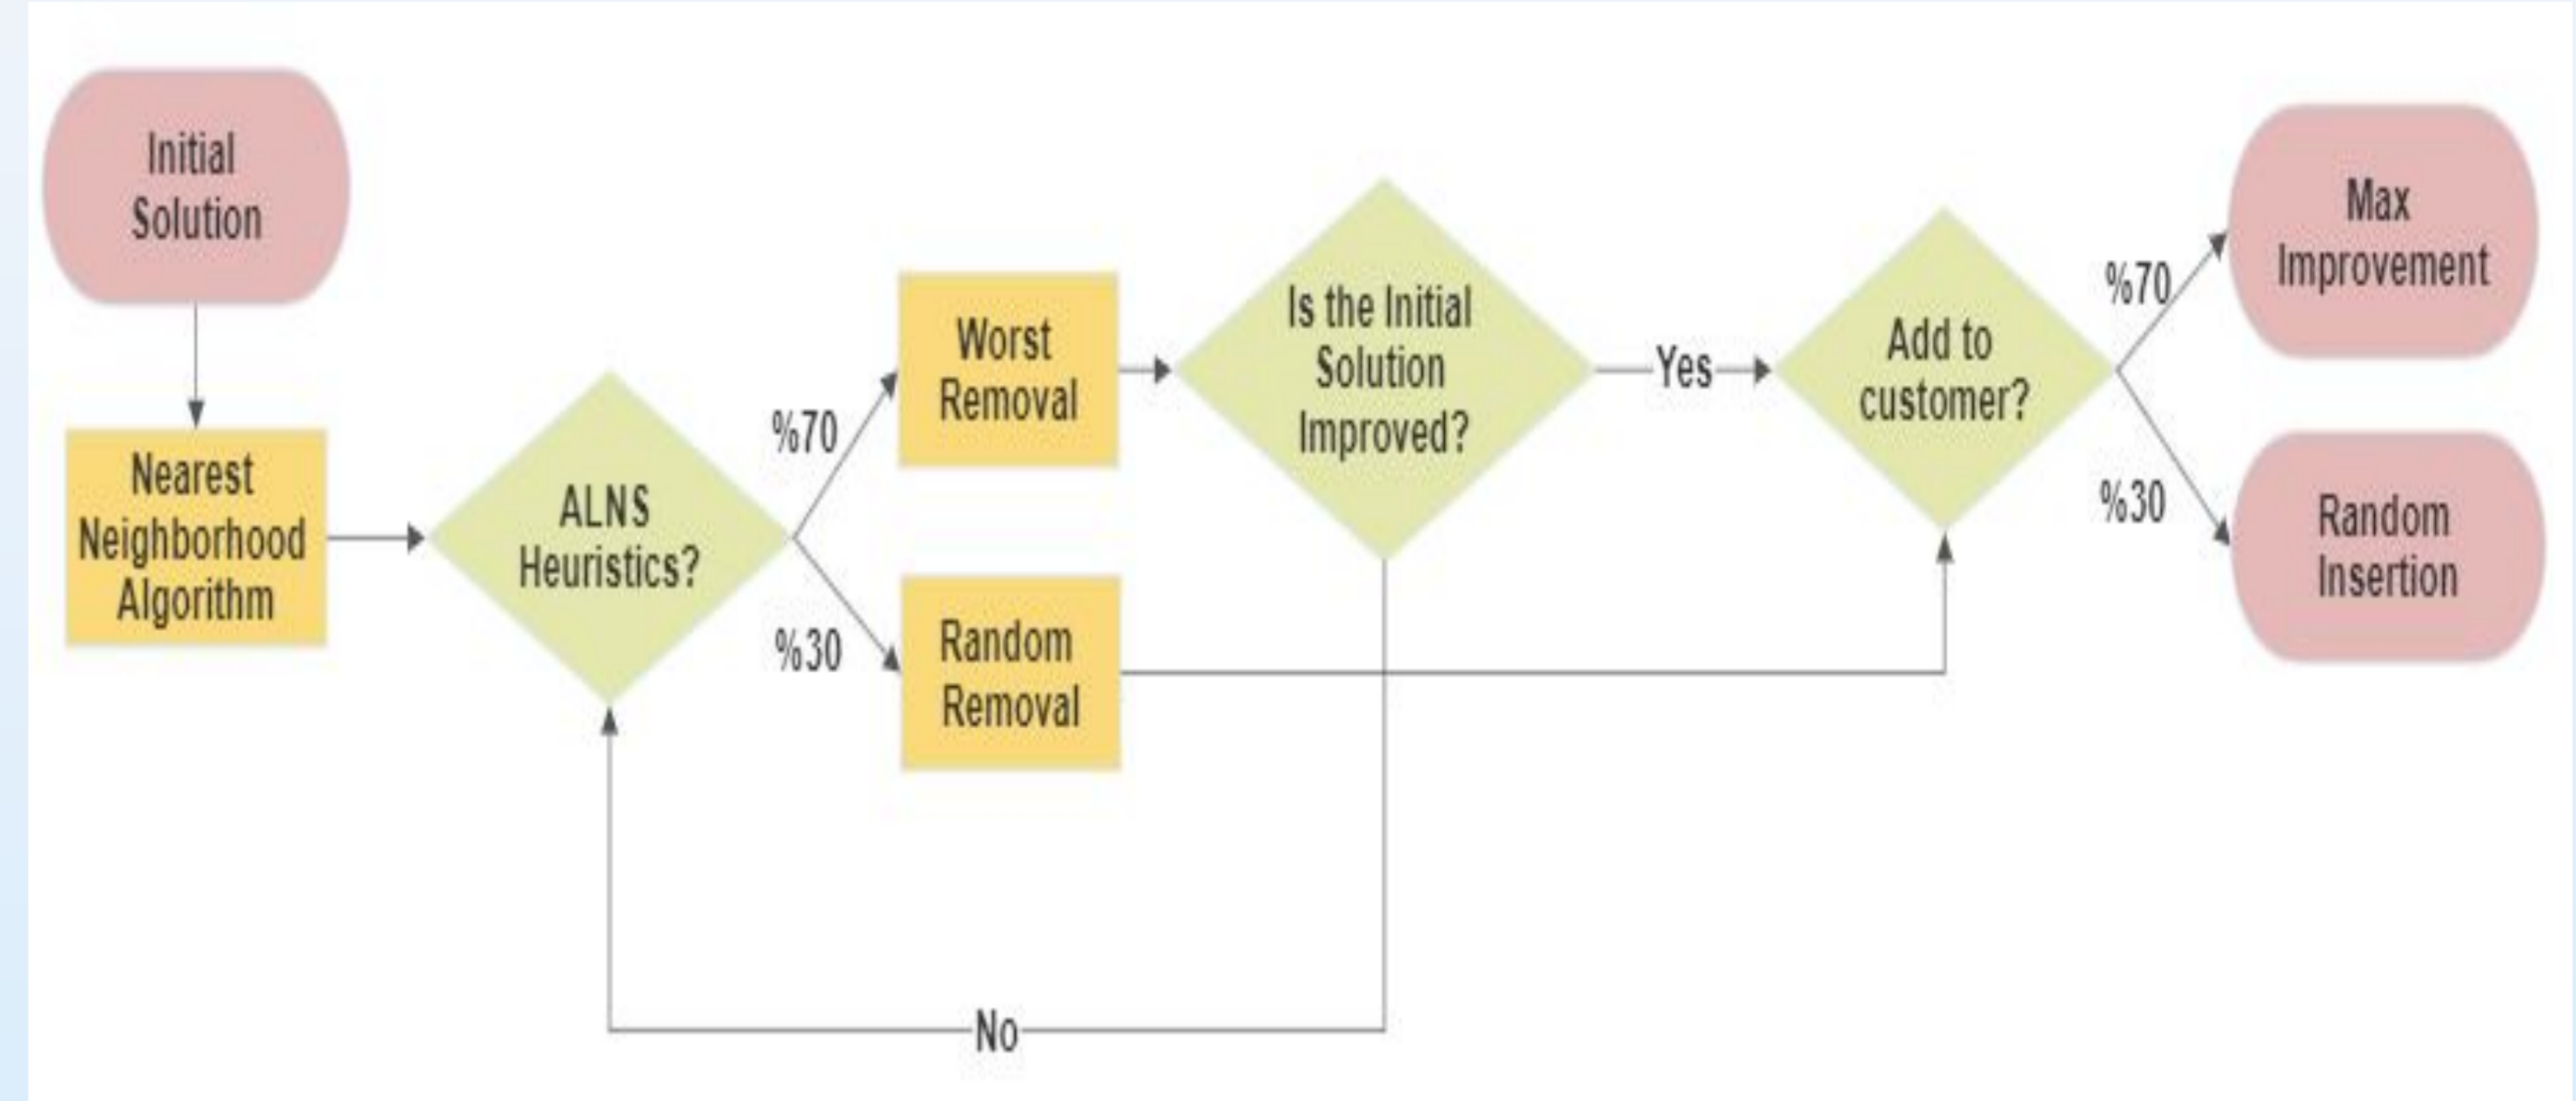 Initial
Solution
Nearest
Neighborhood
Algorithm
ALNS
Heuristics?
%70
%30
Worst
Removal
Random
Removal
Is the Initial
Solution
Improved?
Yes
No
Add to
customer?
%70
%30
Max
Improvement
Random
Insertion